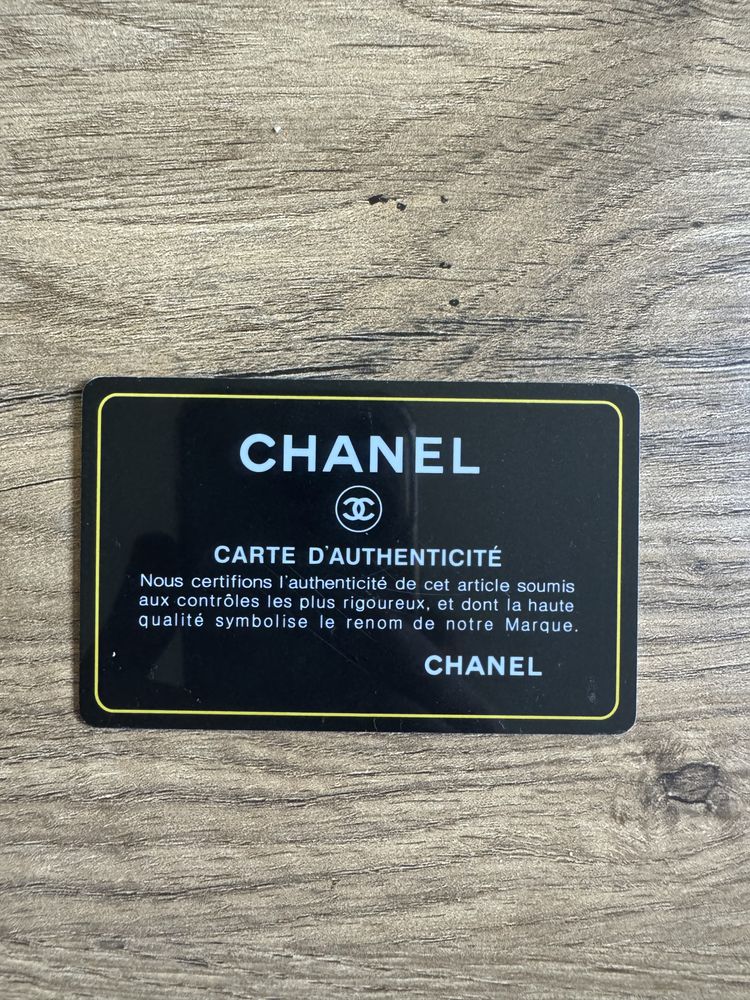 CHANEL
CARTE D'AUTHENTICITÉ
Nous certifions l'authenticité de cet article soumis
aux contrôles les plus rigoureux, et dont la haute
qualité symbolise le renom de notre Marque.
CHANEL